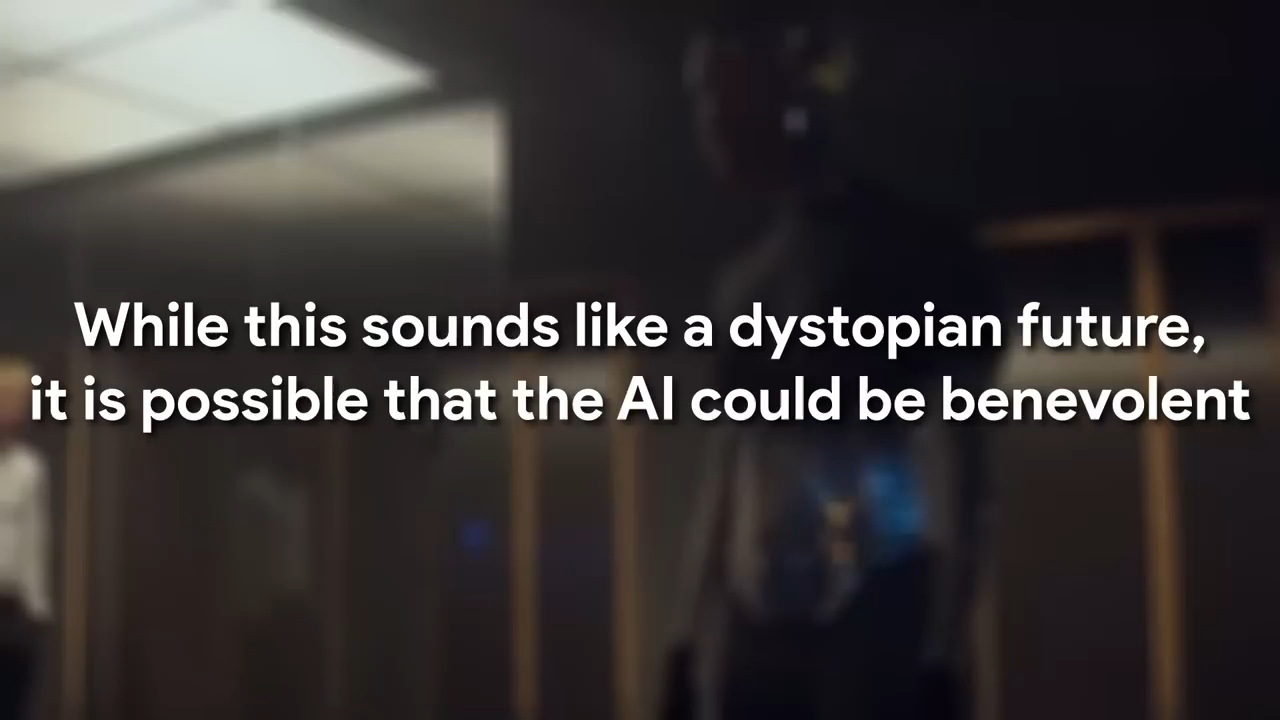 While this sounds like a dystopian future,
it is possible that the AI could be benevolent